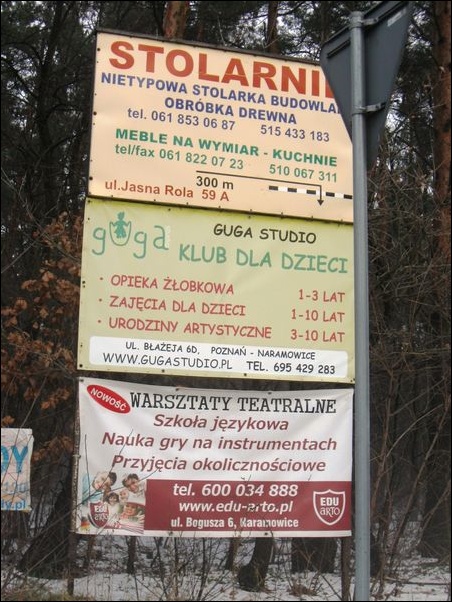 STOLARNI
NIETYPOWA STOLARKA BUDOWLA
OBRÓBKA DREWNA
tel. 061 853 06 87 515 433 183
MEBLE NA WYMIAR - KUCHNIE
tel/fax 061 822 07 23 510 067 311
300 m
ul.Jasna Rola 59 A
guga
GUGA STUDIO
KLUB DLA DZIECI
· OPIEKA ŻŁOBKOWA 1-3 LAT
· ZAJĘCIA DLA DZIECI 1-10 LAT
· URODZINY ARTYSTYCZNE 3-10 LAT
UL. BŁAŻEJA 6D, POZNAŃ - NARAMOWICE
WWW.GUGASTUDIO.PL TEL. 695 429 283
NOWOŚĆ
WARSZTATY TEATRALNE
Szkoła językowa
Nauka gry na instrumentach
Przyjęcia okolicznościowe
tel. 600 034 888
www.edu-arto.pl
ul. Bogusza 6, Naramowice
EDU
arto
EDU
arto
DY
.pl